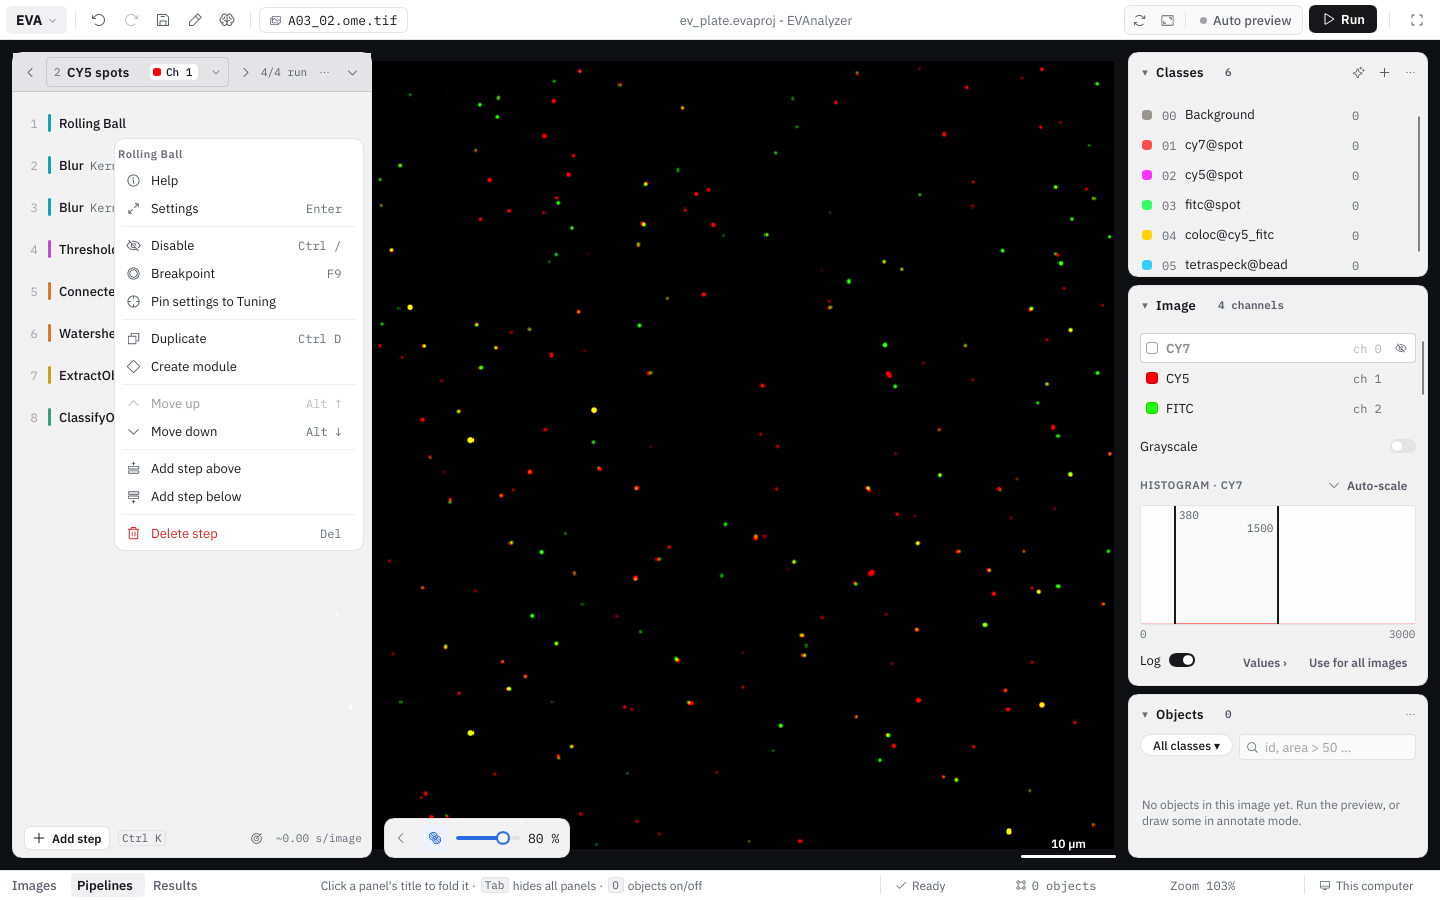 EVA
A03_02.ome.tif
ev_plate.evaproj - EVAnalyzer
Auto preview
Run
2 CY5 spots Ch 1 4/4 run ...
1 Rolling Ball
2 Blur
3 Blur
4
5
6
7
8
Rolling Ball
Help
Settings Enter
Disable Ctrl /
Breakpoint F9
Pin settings to Tuning
Duplicate Ctrl D
Create module
Move up Alt ↑
Move down Alt ↓
Add step above
Add step below
Delete step Del
Add step Ctrl K ~0.00 s/image
80 %
10 µm
Classes 6 ...
00 Background 0
01 cy7@spot 0
02 cy5@spot 0
03 fitc@spot 0
04 coloc@cy5_fitc 0
05 tetraspeck@bead 0
Image 4 channels
CY7 ch 0
CY5 ch 1
FITC ch 2
Grayscale
HISTOGRAM · CY7 Auto-scale
380
1500
0 3000
Log Values › Use for all images
Objects 0 ...
All classes ▾ id, area > 50 ...
No objects in this image yet. Run the preview, or
draw some in annotate mode.
Images Pipelines Results
Click a panel's title to fold it · Tab hides all panels · O objects on/off
Ready
0 objects
Zoom 103%
This computer